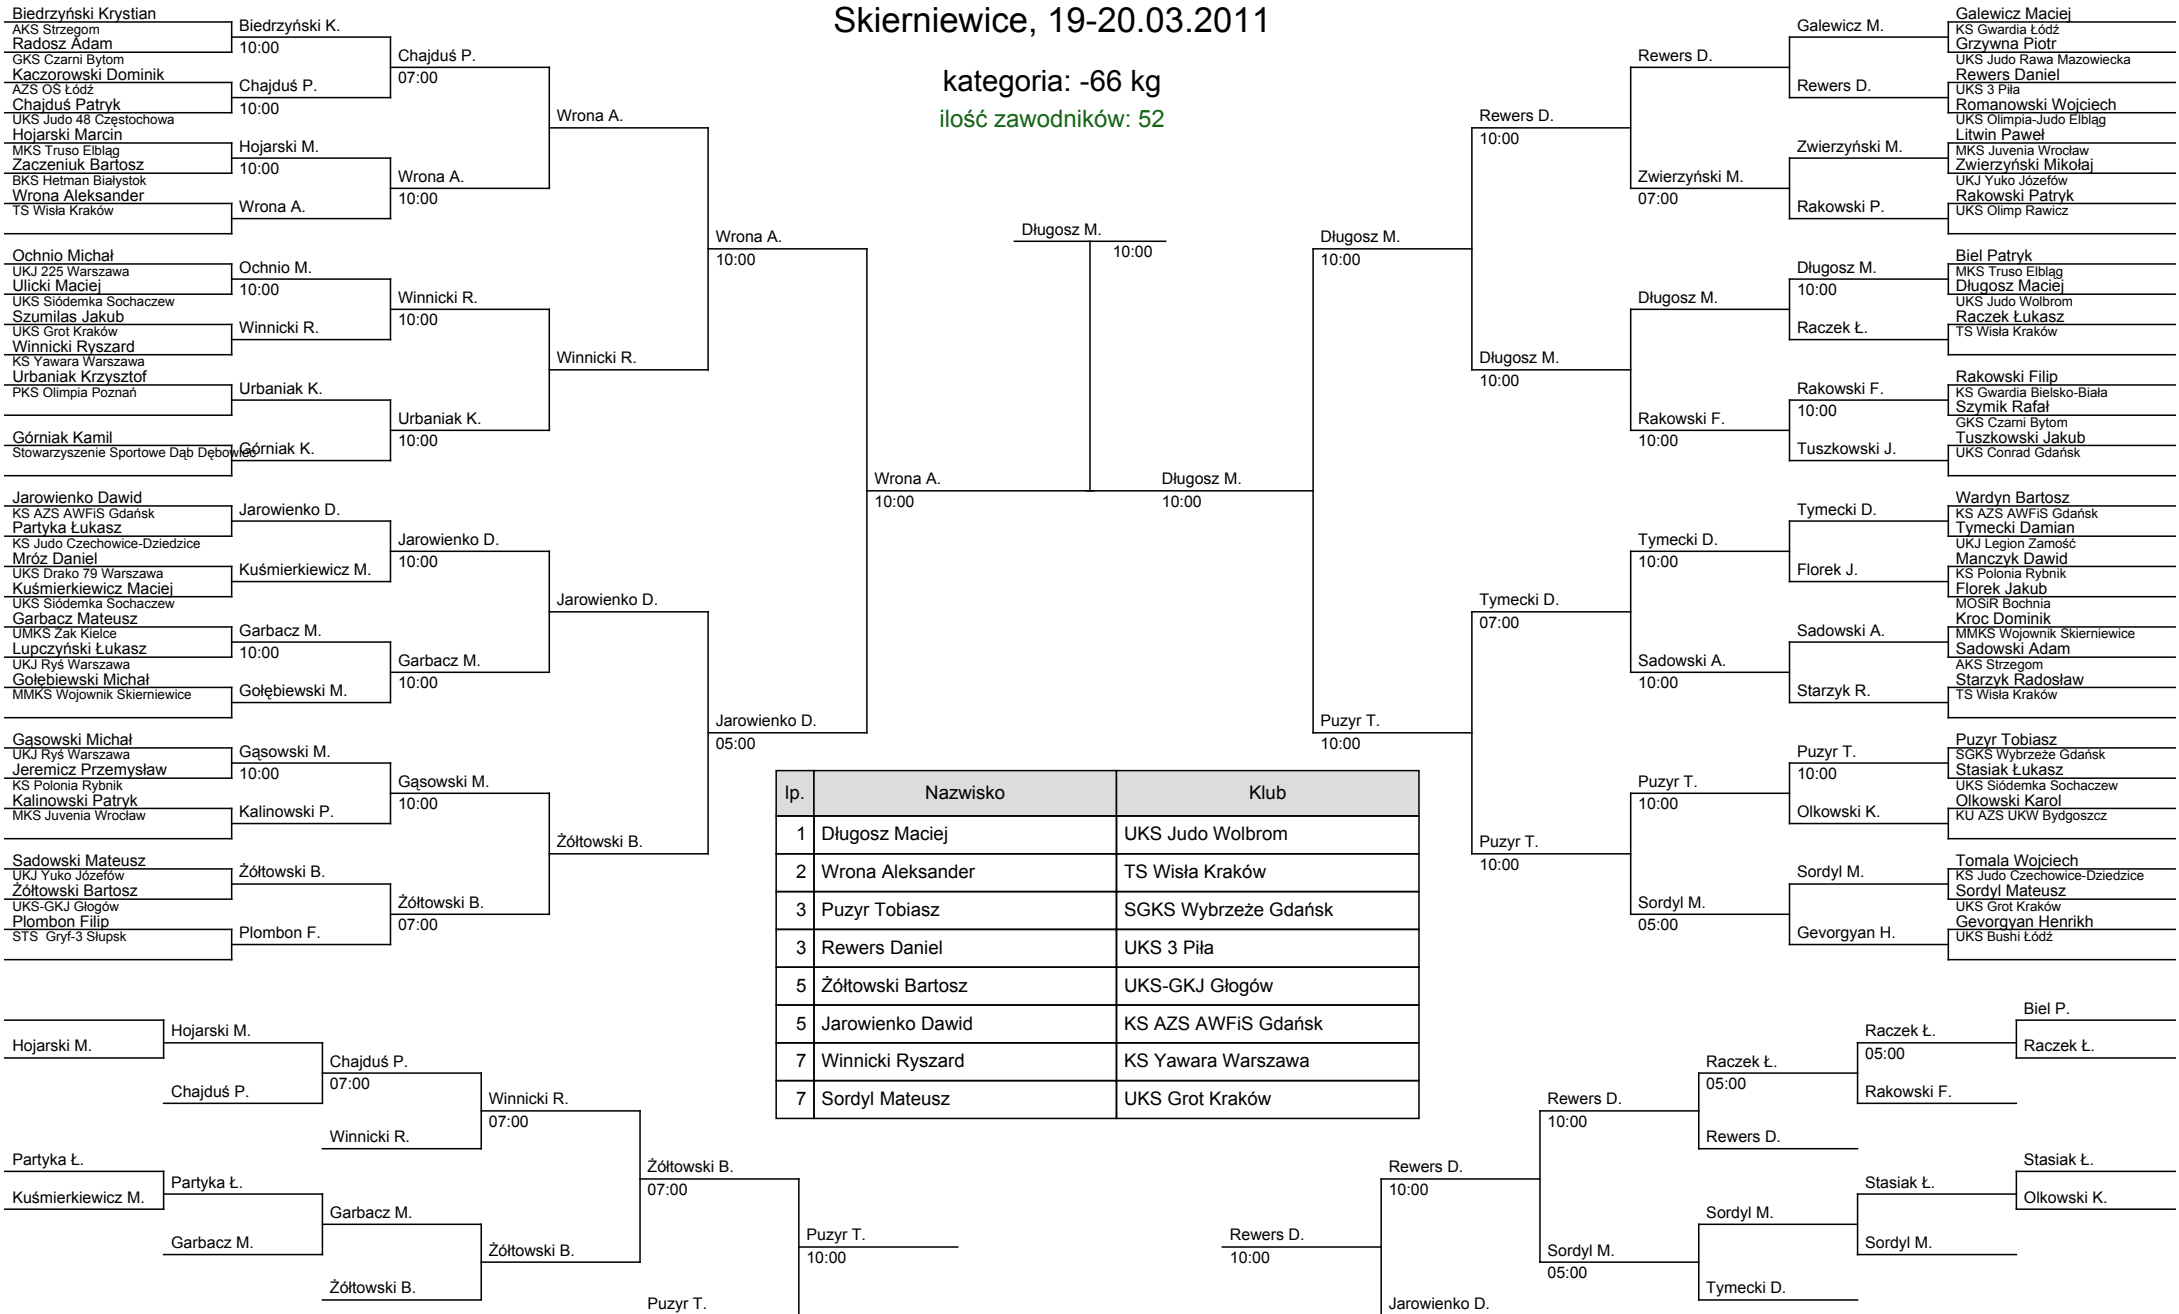 Skierniewice, 19-20.03.2011
kategoria: -66 kg
ilość zawodników: 52
Biedrzyński Krystian
AKS Strzegom
Radosz Adam
GKS Czarni Bytom
Kaczorowski Dominik
AZS OŚ Łódź
Chajduś Patryk
UKS Judo 48 Częstochowa
Hojarski Marcin
MKS Truso Elbląg
Zaczeniuk Bartosz
BKS Hetman Białystok
Wrona Aleksander
TS Wisła Kraków
Ochnio Michał
UKJ 225 Warszawa
Ulicki Maciej
UKS Siódemka Sochaczew
Szumilas Jakub
UKS Grot Kraków
Winnicki Ryszard
KS Yawara Warszawa
Urbaniak Krzysztof
PKS Olimpia Poznań
Górniak Kamil
Stowarzyszenie Sportowe Dąb Dębowiec
Jarowienko Dawid
KS AZS AWFiS Gdańsk
Partyka Łukasz
KS Judo Czechowice-Dziedzice
Mróz Daniel
UKS Drako 79 Warszawa
Kuśmierkiewicz Maciej
UKS Siódemka Sochaczew
Garbacz Mateusz
UMKS Żak Kielce
Lupczyński Łukasz
UKJ Ryś Warszawa
Gołębiewski Michał
MMKS Wojownik Skierniewice
Gąsowski Michał
UKJ Ryś Warszawa
Jeremicz Przemysław
KS Polonia Rybnik
Kalinowski Patryk
MKS Juvenia Wrocław
Sadowski Mateusz
UKJ Yuko Józefów
Żółtowski Bartosz
UKS-GKJ Głogów
Plombon Filip
STS Gryf-3 Słupsk
Biedrzyński K.
10:00
Chajduś P.
10:00
Hojarski M.
10:00
Wrona A.
Ochnio M.
10:00
Winnicki R.
Urbaniak K.
Górniak K.
Jarowienko D.
Kuśmierkiewicz M.
Garbacz M.
10:00
Gołębiewski M.
Gąsowski M.
10:00
Kalinowski P.
Żółtowski B.
Plombon F.
Chajduś P.
07:00
Wrona A.
10:00
Winnicki R.
10:00
Urbaniak K.
10:00
Jarowienko D.
10:00
Garbacz M.
10:00
Gąsowski M.
10:00
Żółtowski B.
07:00
Wrona A.
Winnicki R.
Jarowienko D.
Żółtowski B.
Wrona A.
10:00
Jarowienko D.
05:00
Wrona A.
10:00
Długosz M.
10:00
Długosz M.
10:00
Długosz M.
10:00
Puzyr T.
10:00
Rewers D.
10:00
Długosz M.
10:00
Tymecki D.
07:00
Puzyr T.
10:00
Rewers D.
Zwierzyński M.
07:00
Długosz M.
Rakowski F.
10:00
Tymecki D.
10:00
Sadowski A.
10:00
Puzyr T.
10:00
Sordyl M.
05:00
Galewicz M.
Rewers D.
Zwierzyński M.
Rakowski P.
Długosz M.
10:00
Raczek Ł.
Rakowski F.
10:00
Tuszkowski J.
Tymecki D.
Florek J.
Sadowski A.
Starzyk R.
Puzyr T.
10:00
Olkowski K.
Sordyl M.
Gevorgyan H.
Galewicz Maciej
KS Gwardia Łódź
Grzywna Piotr
UKS Judo Rawa Mazowiecka
Rewers Daniel
UKS 3 Piła
Romanowski Wojciech
UKS Olimpia-Judo Elbląg
Litwin Paweł
MKS Juvenia Wrocław
Zwierzyński Mikołaj
UKJ Yuko Józefów
Rakowski Patryk
UKS Olimp Rawicz
Biel Patryk
MKS Truso Elbląg
Długosz Maciej
UKS Judo Wolbrom
Raczek Łukasz
TS Wisła Kraków
Rakowski Filip
KS Gwardia Bielsko-Biała
Szymik Rafał
GKS Czarni Bytom
Tuszkowski Jakub
UKS Conrad Gdańsk
Wardyn Bartosz
KS AZS AWFiS Gdańsk
Tymecki Damian
UKJ Legion Zamość
Manczyk Dawid
KS Polonia Rybnik
Florek Jakub
MOSiR Bochnia
Kroc Dominik
MMKS Wojownik Skierniewice
Sadowski Adam
AKS Strzegom
Starzyk Radosław
TS Wisła Kraków
Puzyr Tobiasz
SGKS Wybrzeże Gdańsk
Stasiak Łukasz
UKS Siódemka Sochaczew
Olkowski Karol
KU AZS UKW Bydgoszcz
Tomala Wojciech
KS Judo Czechowice-Dziedzice
Sordyl Mateusz
UKS Grot Kraków
Gevorgyan Henrikh
UKS Bushi Łódź
lp. Nazwisko Klub
1 Długosz Maciej UKS Judo Wolbrom
2 Wrona Aleksander TS Wisła Kraków
3 Puzyr Tobiasz SGKS Wybrzeże Gdańsk
3 Rewers Daniel UKS 3 Piła
5 Żółtowski Bartosz UKS-GKJ Głogów
5 Jarowienko Dawid KS AZS AWFiS Gdańsk
7 Winnicki Ryszard KS Yawara Warszawa
7 Sordyl Mateusz UKS Grot Kraków
Hojarski M.
Partyka Ł.
Kuśmierkiewicz M.
Hojarski M.
Chajduś P.
Partyka Ł.
Garbacz M.
Chajduś P.
07:00
Winnicki R.
Garbacz M.
Żółtowski B.
Winnicki R.
07:00
Żółtowski B.
Żółtowski B.
07:00
Puzyr T.
Puzyr T.
10:00
Rewers D.
10:00
Rewers D.
10:00
Jarowienko D.
Rewers D.
10:00
Sordyl M.
05:00
Raczek Ł.
05:00
Rewers D.
Sordyl M.
Tymecki D.
Raczek Ł.
05:00
Rakowski F.
Stasiak Ł.
Sordyl M.
Biel P.
Raczek Ł.
Stasiak Ł.
Olkowski K.